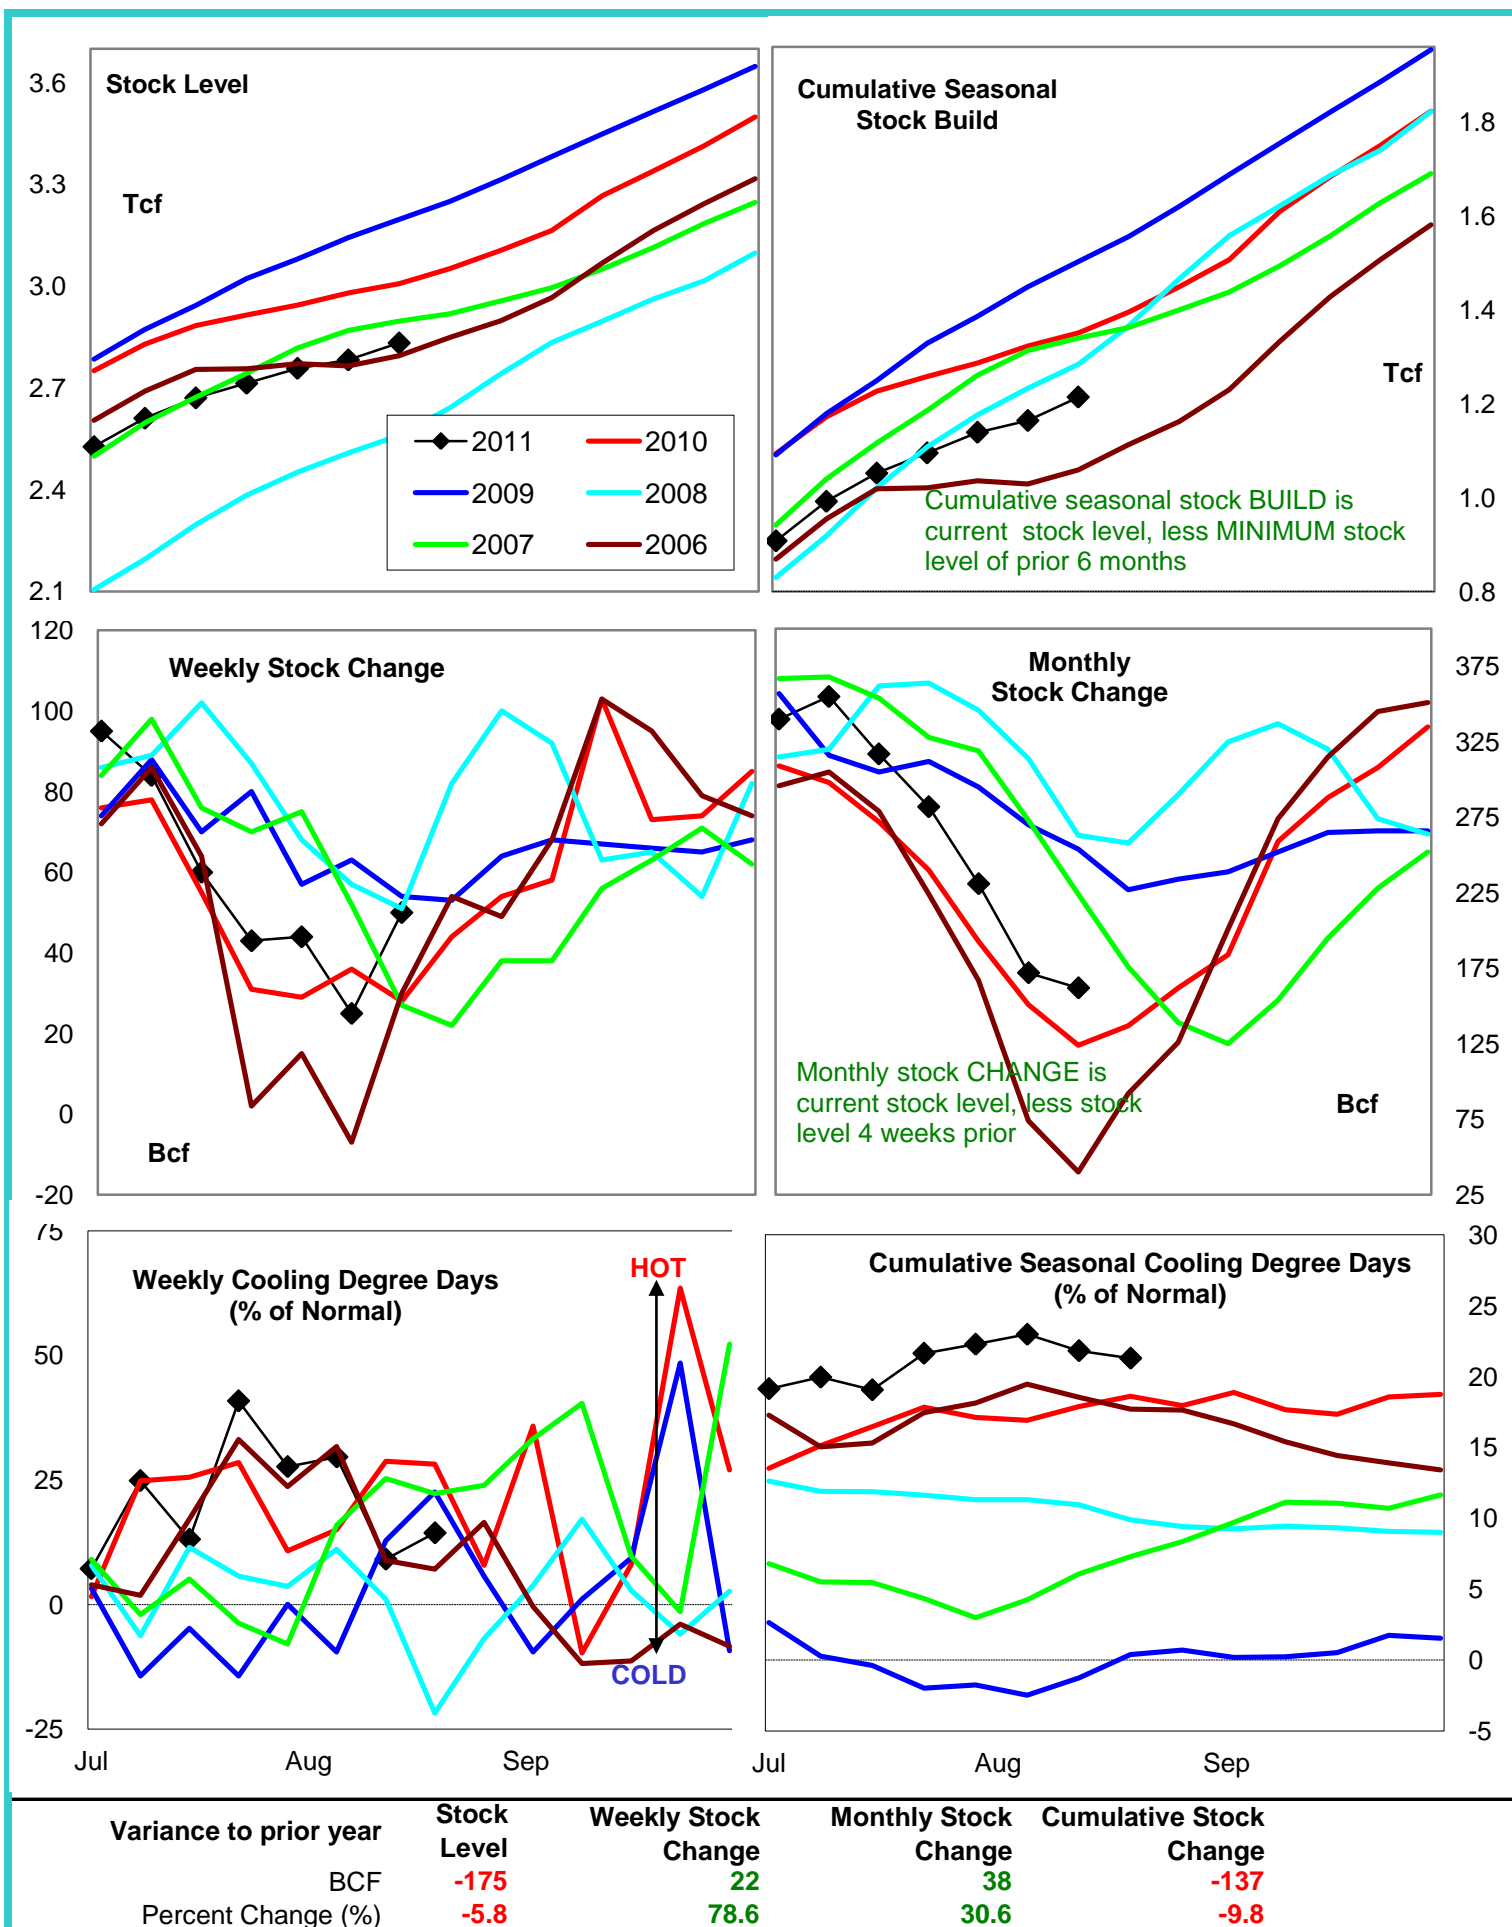 Stock Level
Tcf
3.6
3.3
3.0
2.7
2.4
2.1
2011
2010
2009
2008
2007
2006
Cumulative Seasonal
Stock Build
Tcf
1.8
1.6
1.4
1.2
1.0
0.8
Cumulative seasonal stock BUILD is
current stock level, less MINIMUM stock
level of prior 6 months
Weekly Stock Change
120
100
80
60
40
20
0
-20
Bcf
Monthly
Stock Change
375
325
275
225
175
125
75
25
Monthly stock CHANGE is
current stock level, less stock
level 4 weeks prior
Bcf
Weekly Cooling Degree Days
(% of Normal)
75
50
25
0
-25
HOT
COLD
Jul
Aug
Sep
Cumulative Seasonal Cooling Degree Days
(% of Normal)
30
25
20
15
10
5
0
-5
Jul
Aug
Sep
Variance to prior year
Stock
Level
Weekly Stock
Change
Monthly Stock
Change
Cumulative Stock
Change
BCF -175 22 38 -137
Percent Change (%) -5.8 78.6 30.6 -9.8